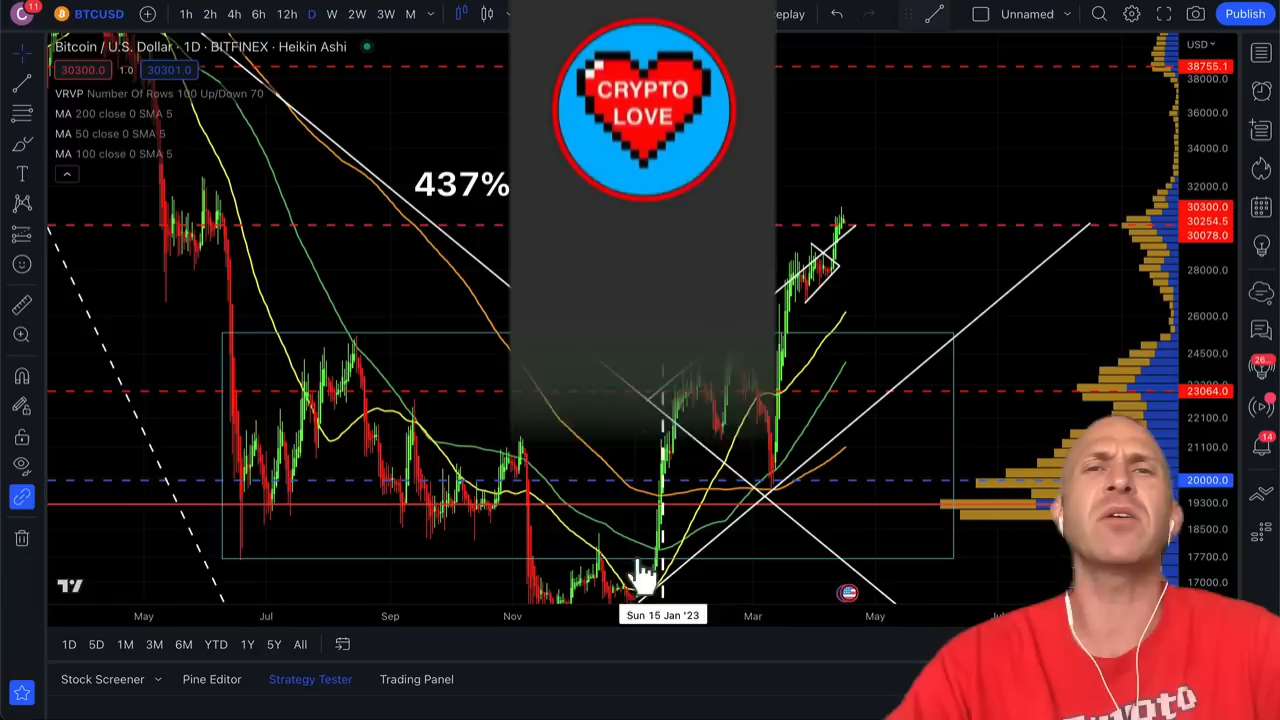 C 11 BTCUSD 1h 2h 4h 6h 12h D W 2W 3W M Replay Unnamed Publish
Bitcoin / U.S. Dollar · 1D · BITFINEX · Heikin Ashi
30300.0 1.0 30301.0
VRVP Number Of Rows 100 Up/Down 70
MA 200 close 0 SMA 5
MA 50 close 0 SMA 5
MA 100 close 0 SMA 5
CRYPTO
LOVE
437%
USD
38755.1
38000.0
36000.0
34000.0
32000.0
30300.0
30254.5
30078.0
28000.0
26000.0
24500.0
23064.0
22100.0
21100.0
20000.0
19300.0
18500.0
17700.0
17000.0
26...
14
May Jul Sep Nov Sun 15 Jan '23 Mar May
1D 5D 1M 3M 6M YTD 1Y 5Y All
Stock Screener Pine Editor Strategy Tester Trading Panel